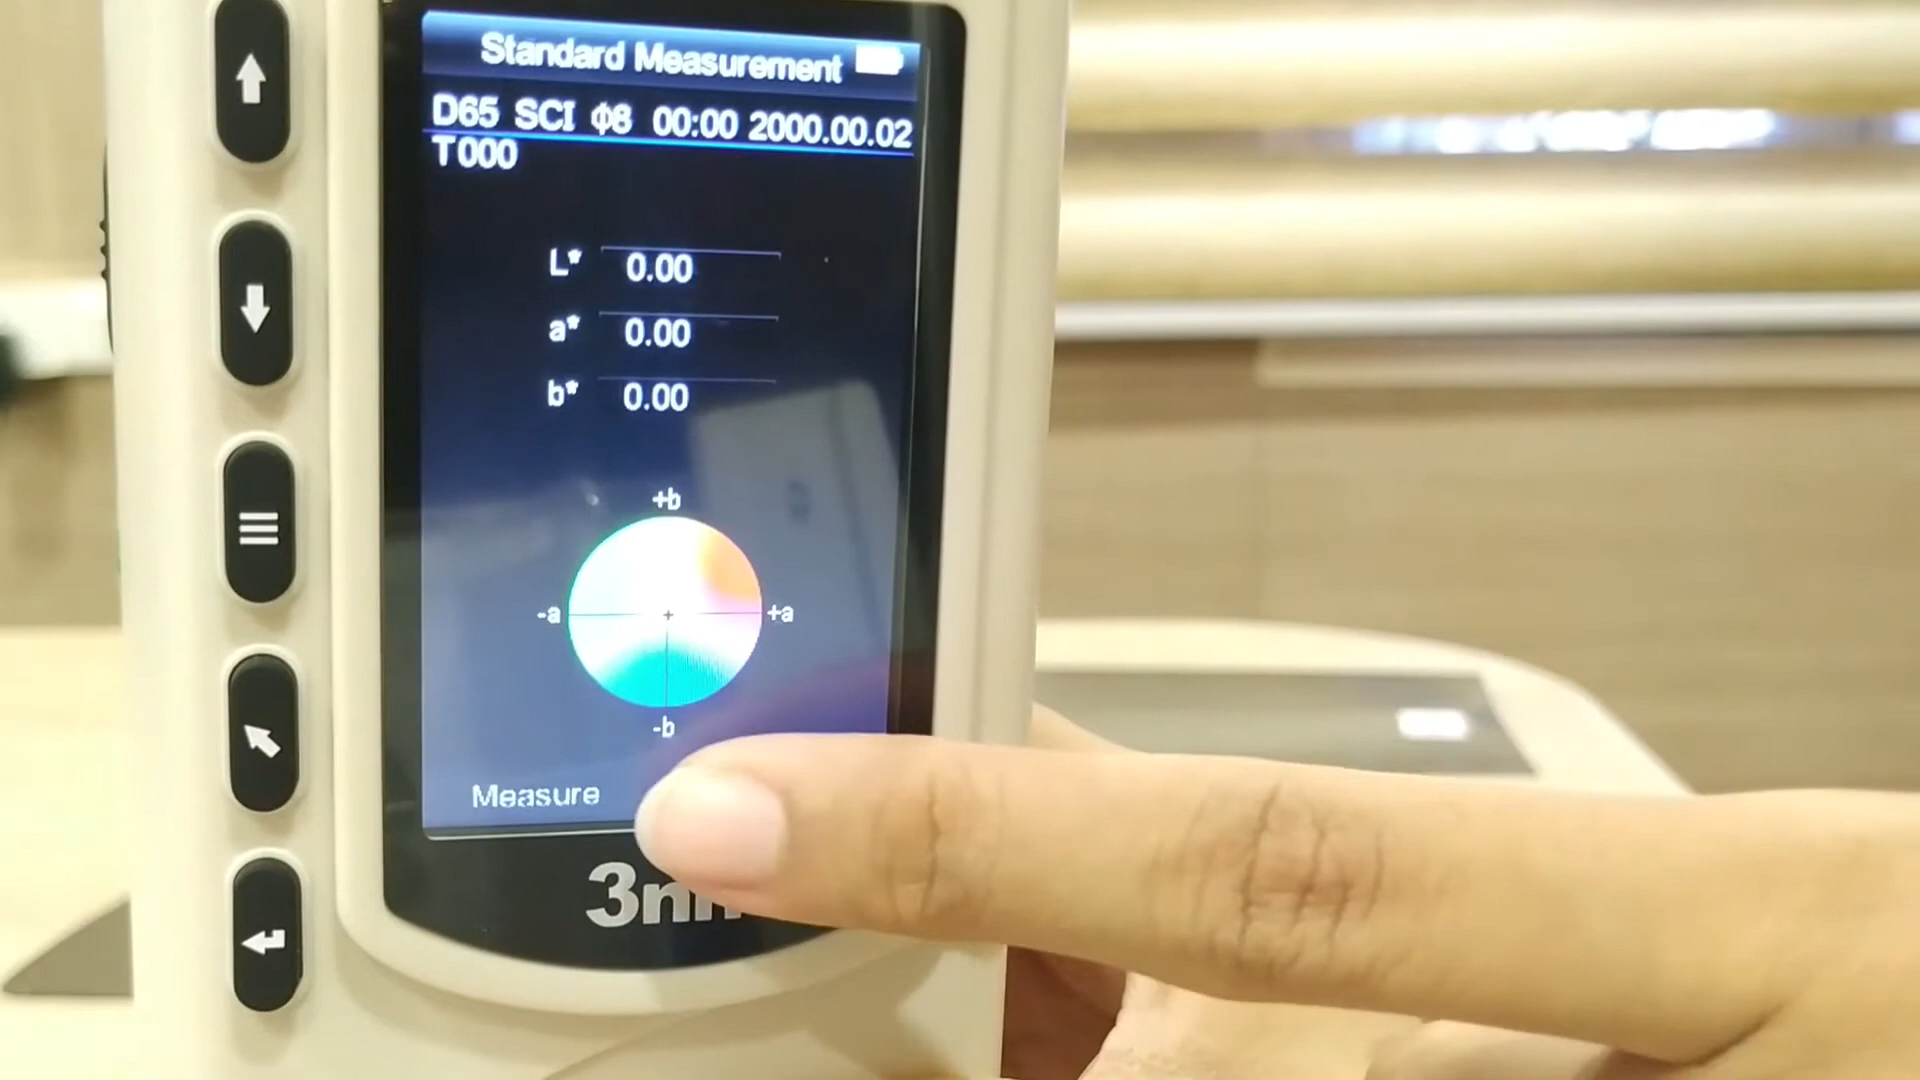 Standard Measurement
D65 SCI Φ8 00:00 2000.00.02
T000
L* 0.00
a* 0.00
b* 0.00
+b
-a +a
-b
Measure